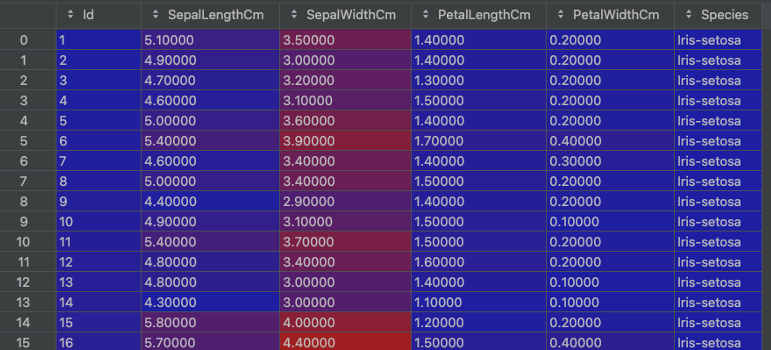 Id SepalLengthCm SepalWidthCm PetalLengthCm PetalWidthCm Species
0 1 5.10000 3.50000 1.40000 0.20000 Iris-setosa
1 2 4.90000 3.00000 1.40000 0.20000 Iris-setosa
2 3 4.70000 3.20000 1.30000 0.20000 Iris-setosa
3 4 4.60000 3.10000 1.50000 0.20000 Iris-setosa
4 5 5.00000 3.60000 1.40000 0.20000 Iris-setosa
5 6 5.40000 3.90000 1.70000 0.40000 Iris-setosa
6 7 4.60000 3.40000 1.40000 0.30000 Iris-setosa
7 8 5.00000 3.40000 1.50000 0.20000 Iris-setosa
8 9 4.40000 2.90000 1.40000 0.20000 Iris-setosa
9 10 4.90000 3.10000 1.50000 0.10000 Iris-setosa
10 11 5.40000 3.70000 1.50000 0.20000 Iris-setosa
11 12 4.80000 3.40000 1.60000 0.20000 Iris-setosa
12 13 4.80000 3.00000 1.40000 0.10000 Iris-setosa
13 14 4.30000 3.00000 1.10000 0.10000 Iris-setosa
14 15 5.80000 4.00000 1.20000 0.20000 Iris-setosa
15 16 5.70000 4.40000 1.50000 0.40000 Iris-setosa